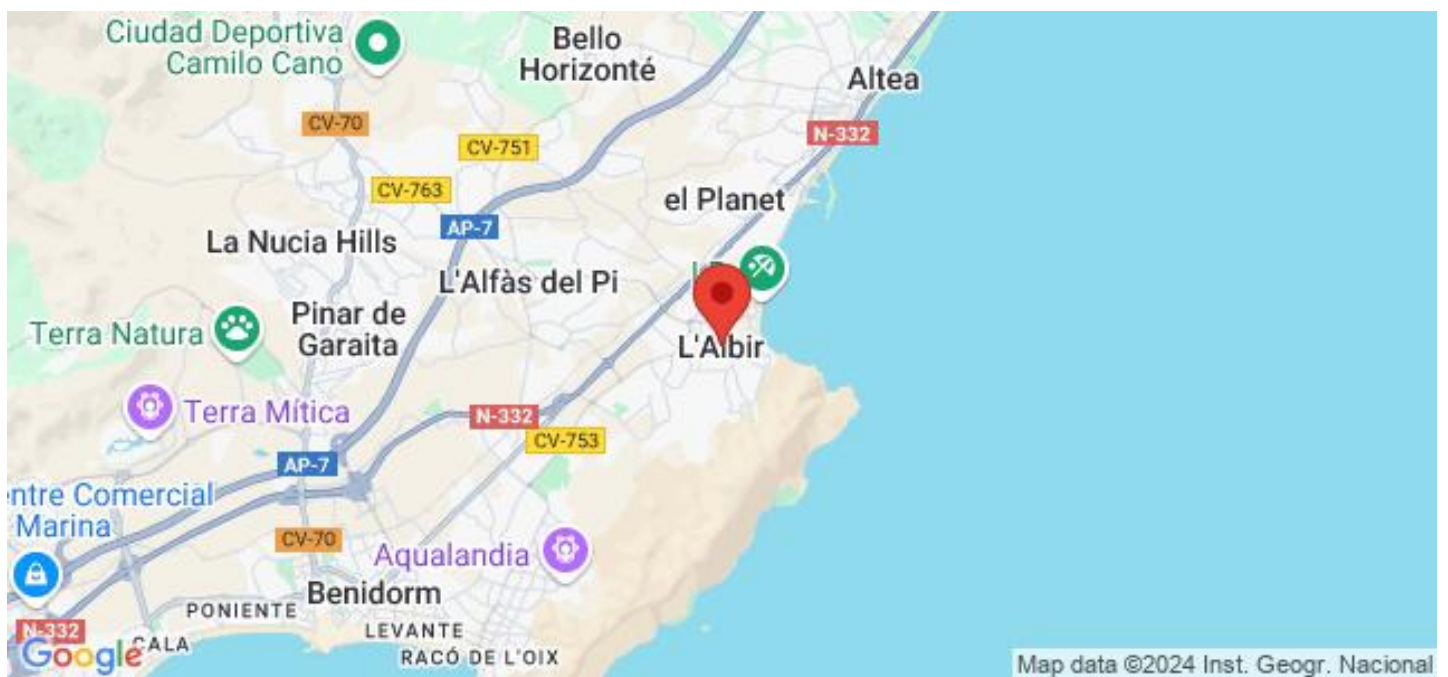 Ciudad Deportiva
Camilo Cano
Bello
Horizonté
Altea
CV-70
N-332
CV-751
CV-763
el Planet
AP-7
La Nucia Hills
L'Alfàs del Pi
Pinar de
Garaita
Terra Natura
L'Albir
Terra Mítica
N-332
CV-753
AP-7
entre Comercial
Marina
CV-70
Aqualandia
Benidorm
PONIENTE
LEVANTE
N-332
CALA
RACÓ DE L'OIX
Google
Map data ©2024 Inst. Geogr. Nacional